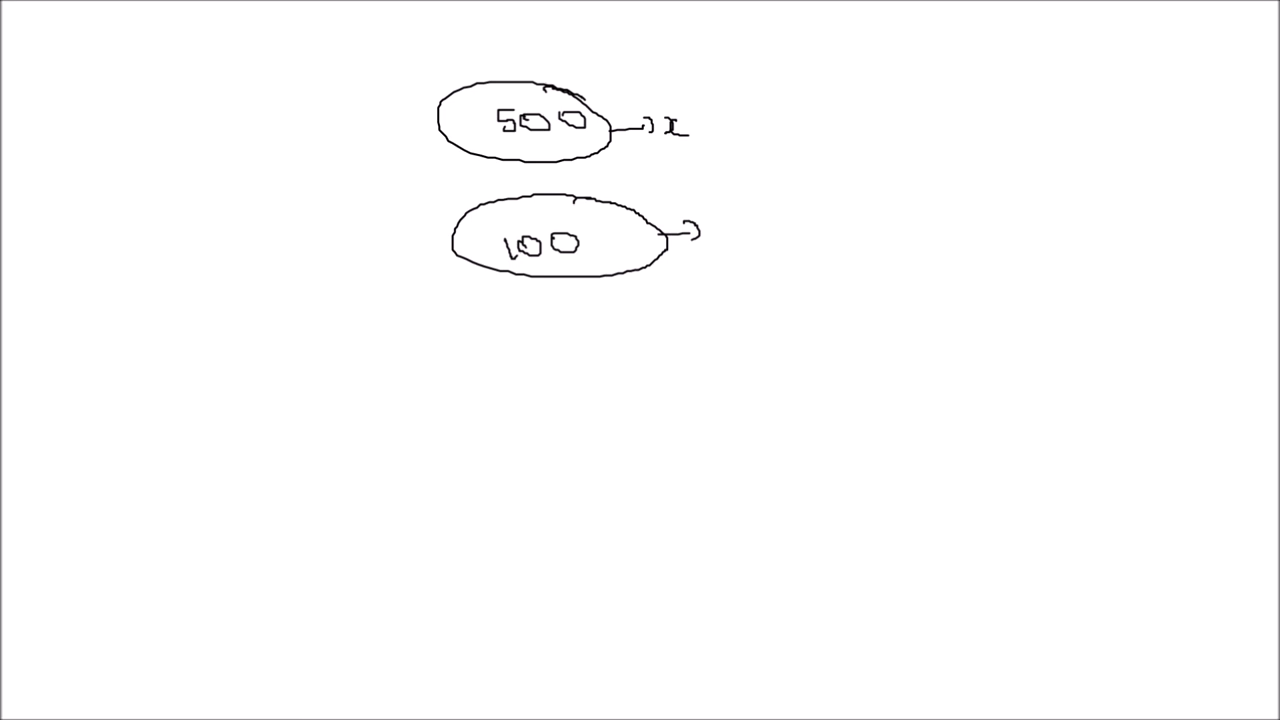 500 → x
100 →